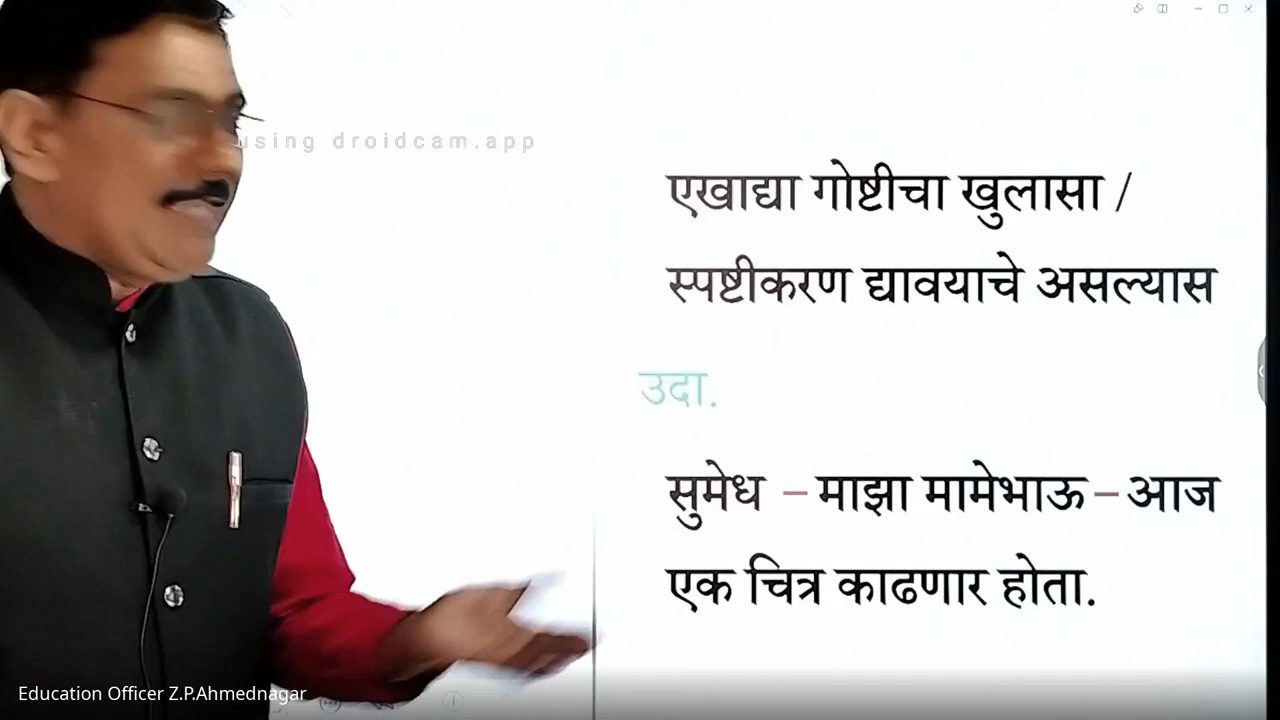 using droidcam.app
एखाद्या गोष्टीचा खुलासा /
स्पष्टीकरण द्यावयाचे असल्यास
उदा.
सुमेध – माझा मामेभाऊ – आज
एक चित्र काढणार होता.
Education Officer Z.P.Ahmednagar